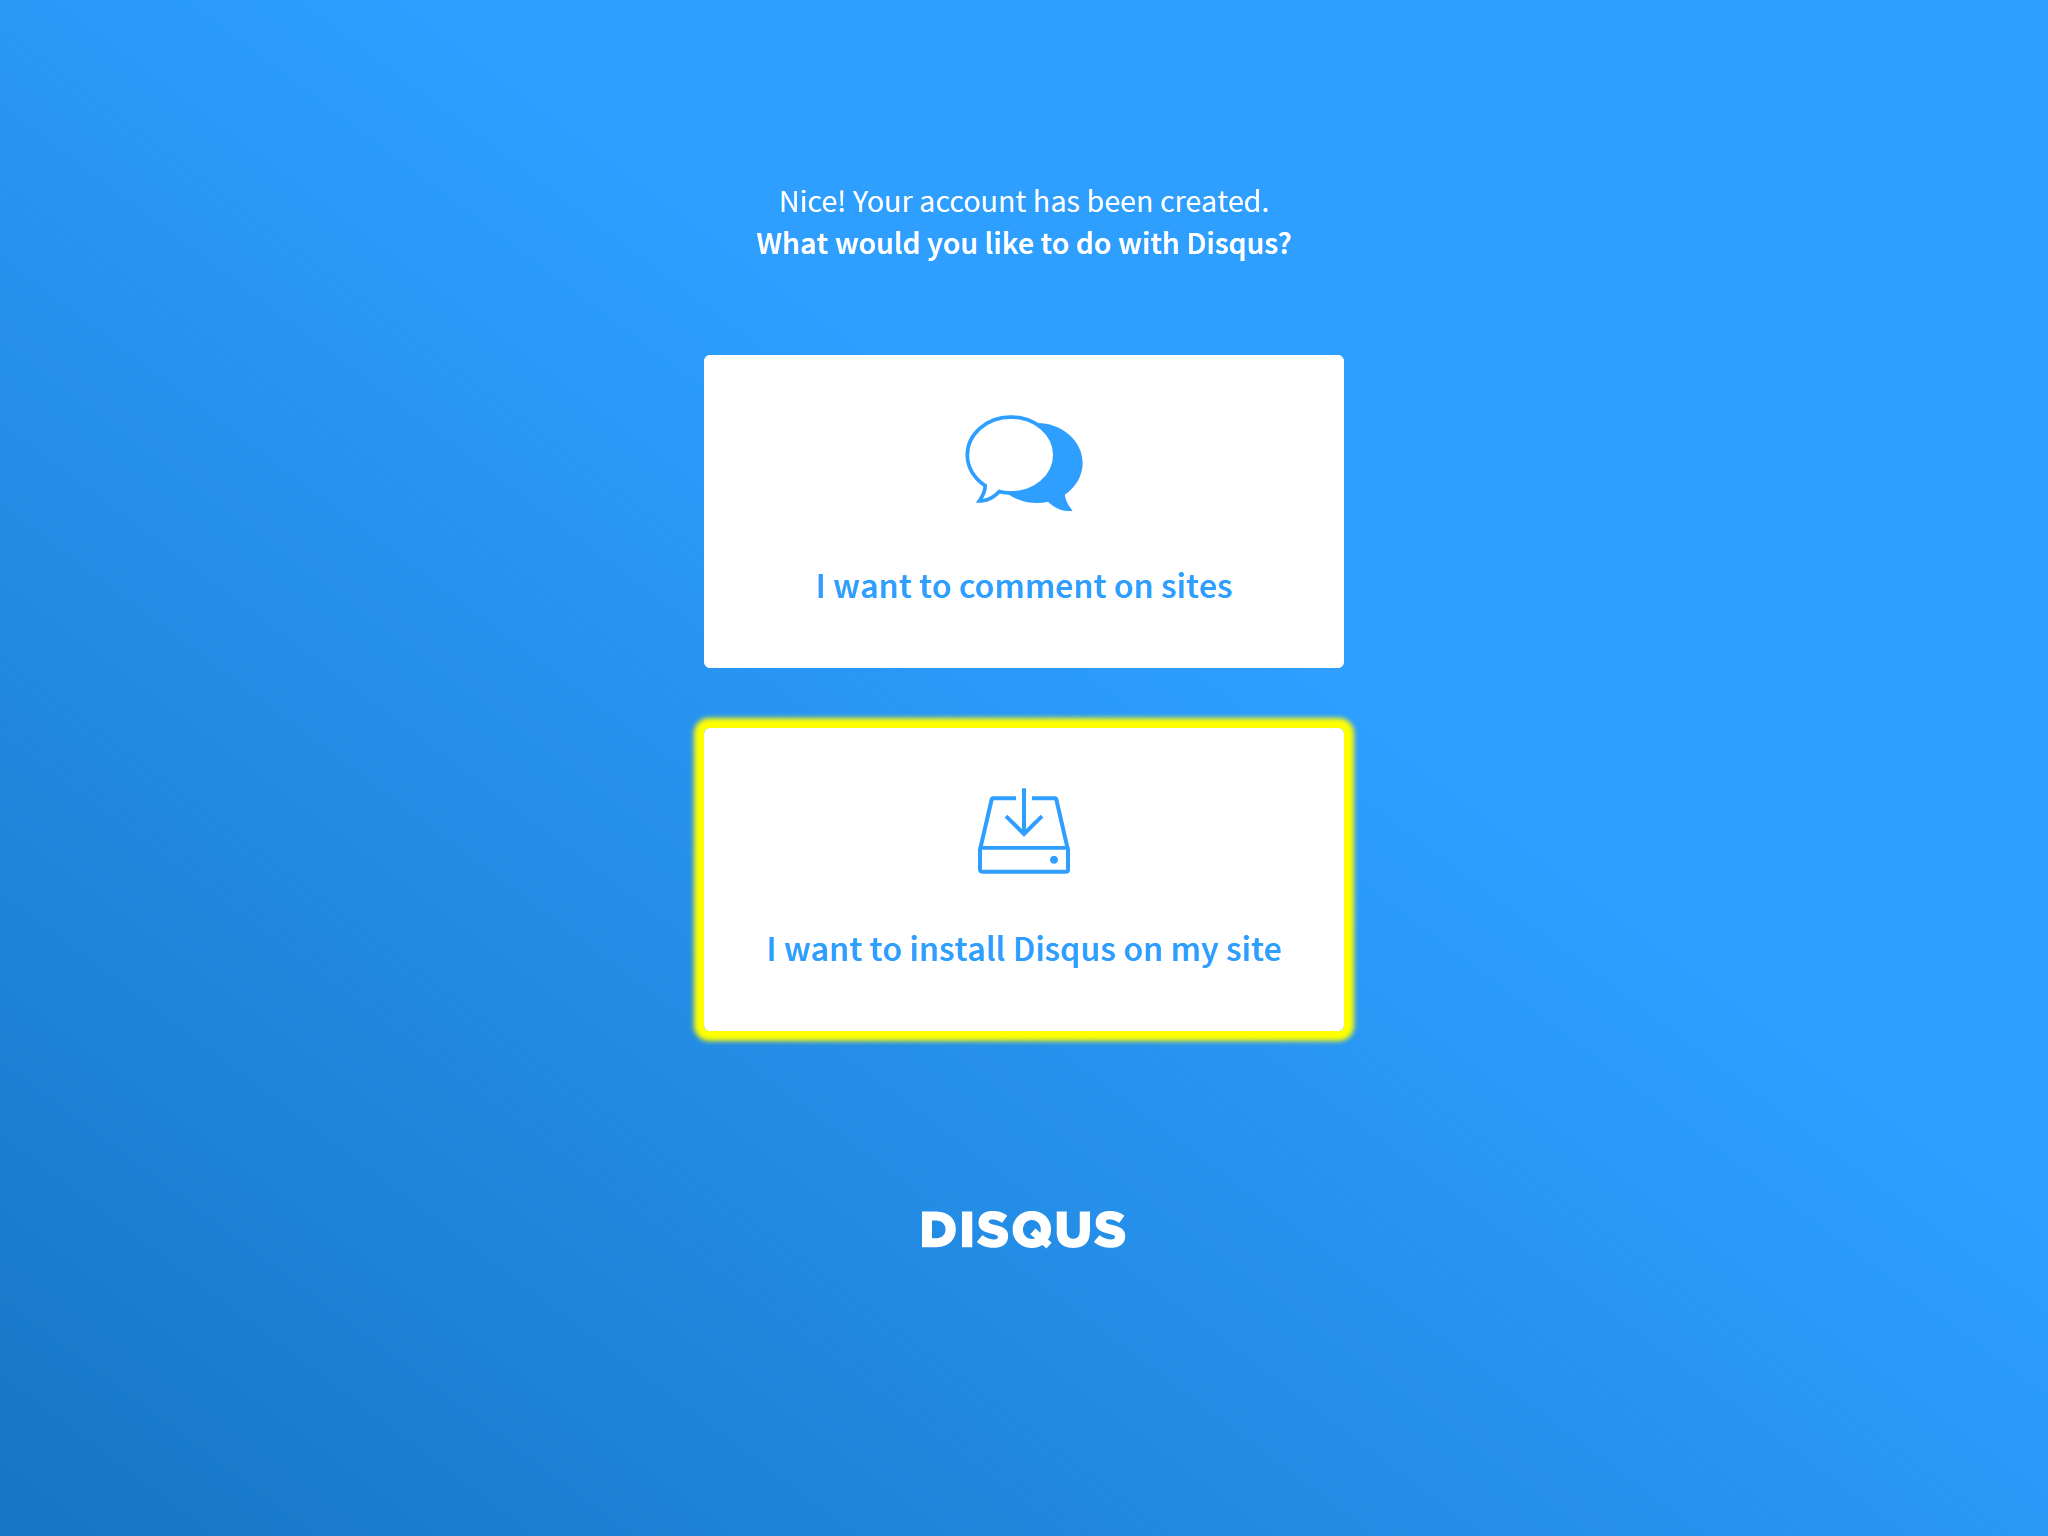 Nice! Your account has been created.
What would you like to do with Disqus?
I want to comment on sites
I want to install Disqus on my site
DISQUS